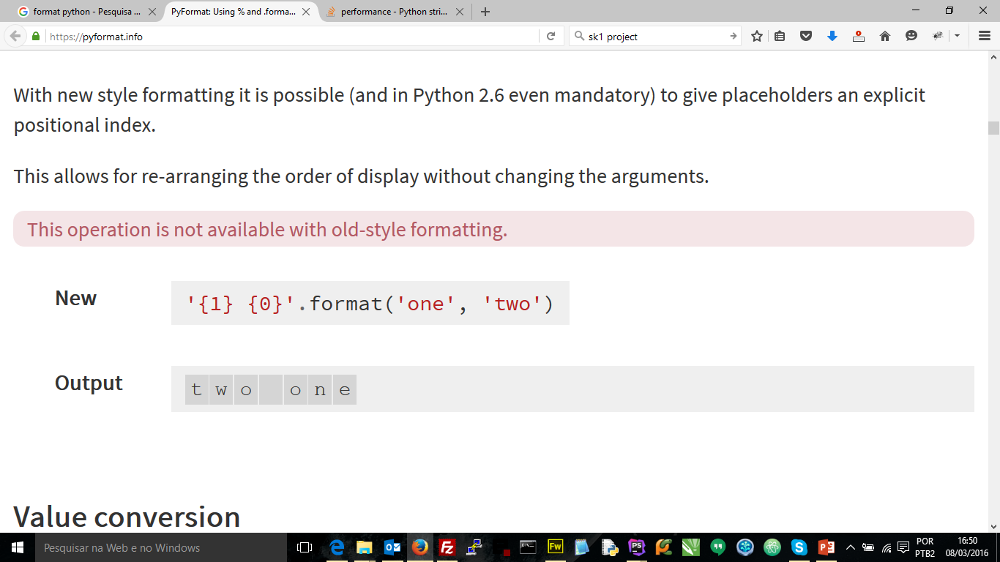 format python - Pesquisa ...
PyFormat: Using % and .forma...
performance - Python stri...
https://pyformat.info
sk1 project
With new style formatting it is possible (and in Python 2.6 even mandatory) to give placeholders an explicit
positional index.
This allows for re-arranging the order of display without changing the arguments.
This operation is not available with old-style formatting.
New
'{1} {0}'.format('one', 'two')
Output
two one
Value conversion
Pesquisar na Web e no Windows
Fz
Fw
PS
POR
PTB2
16:50
08/03/2016